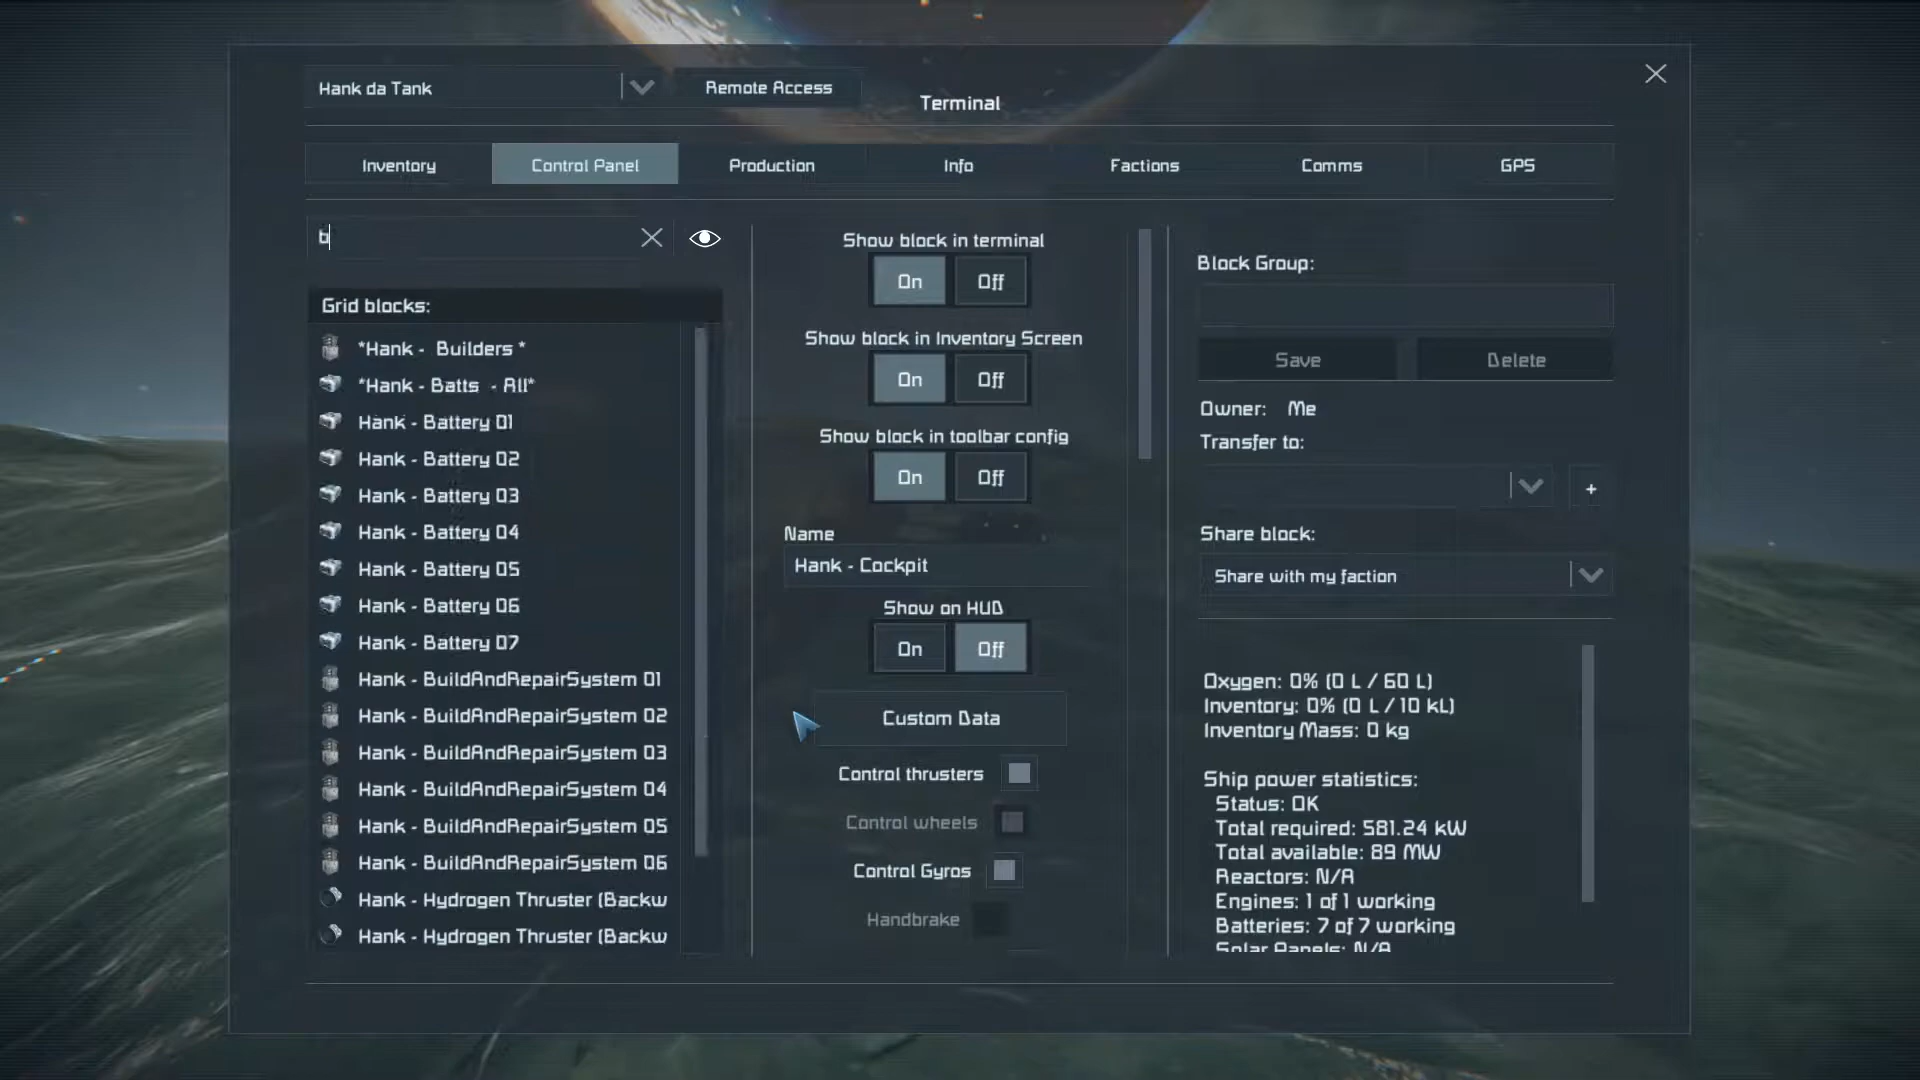 Hank da Tank
Remote Access
Terminal
Inventory
Control Panel
Production
Info
Factions
Comms
GPS
b
Grid blocks:
*Hank - Builders *
*Hank - Batts - All*
Hank - Battery 01
Hank - Battery 02
Hank - Battery 03
Hank - Battery 04
Hank - Battery 05
Hank - Battery 06
Hank - Battery 07
Hank - BuildAndRepairSystem 01
Hank - BuildAndRepairSystem 02
Hank - BuildAndRepairSystem 03
Hank - BuildAndRepairSystem 04
Hank - BuildAndRepairSystem 05
Hank - BuildAndRepairSystem 06
Hank - Hydrogen Thruster (Backw
Hank - Hydrogen Thruster (Backw
Show block in terminal
On Off
Show block in Inventory Screen
On Off
Show block in toolbar config
On Off
Name
Hank - Cockpit
Show on HUD
On Off
Custom Data
Control thrusters
Control wheels
Control Gyros
Handbrake
Block Group:
Save Delete
Owner: Me
Transfer to:
+
Share block:
Share with my faction
Oxygen: 0% (0 L / 60 L)
Inventory: 0% (0 L / 10 kL)
Inventory Mass: 0 kg
Ship power statistics:
Status: OK
Total required: 581.24 kW
Total available: 89 MW
Reactors: N/A
Engines: 1 of 1 working
Batteries: 7 of 7 working
Solar Panels: N/A